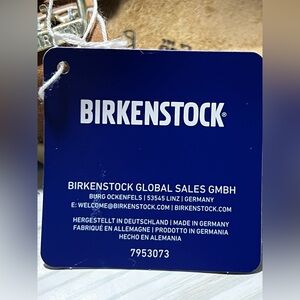 BIRKENSTOCK®
BIRKENSTOCK GLOBAL SALES GMBH
BURG OCKENFELS | 53545 LINZ | GERMANY
E: WELCOME@BIRKENSTOCK.COM | BIRKENSTOCK.COM
HERGESTELLT IN DEUTSCHLAND | MADE IN GERMANY
FABRIQUÉ EN ALLEMAGNE | PRODOTTO IN GERMANIA
HECHO EN ALEMANIA
7953073